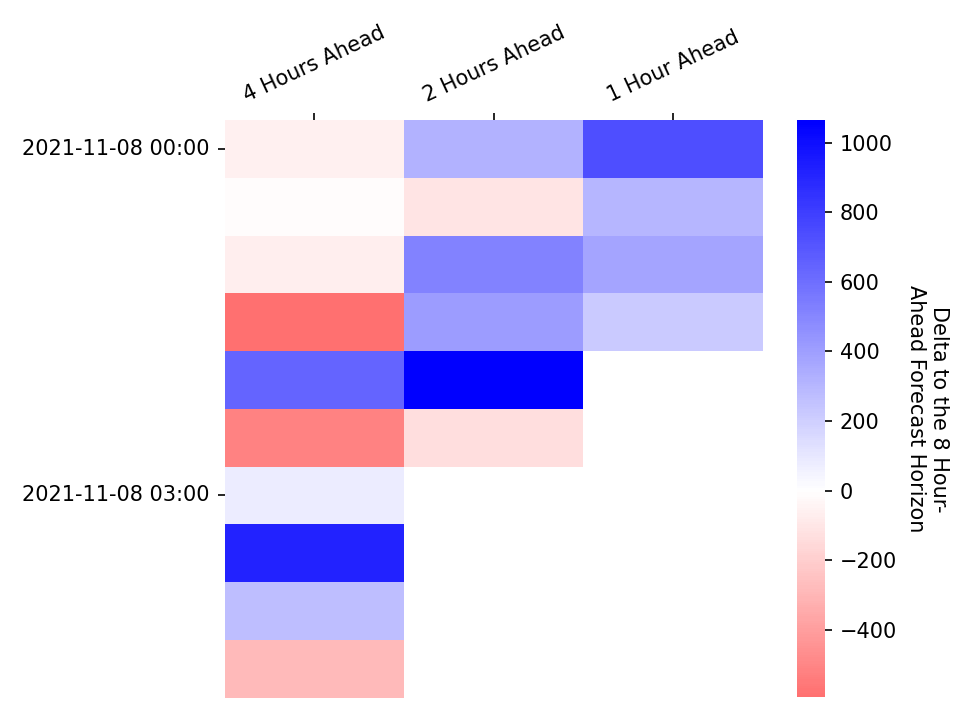 4 Hours Ahead
2 Hours Ahead
1 Hour Ahead
2021-11-08 00:00
2021-11-08 03:00
1000
800
600
400
200
0
−200
−400
Delta to the 8 Hour-
Ahead Forecast Horizon